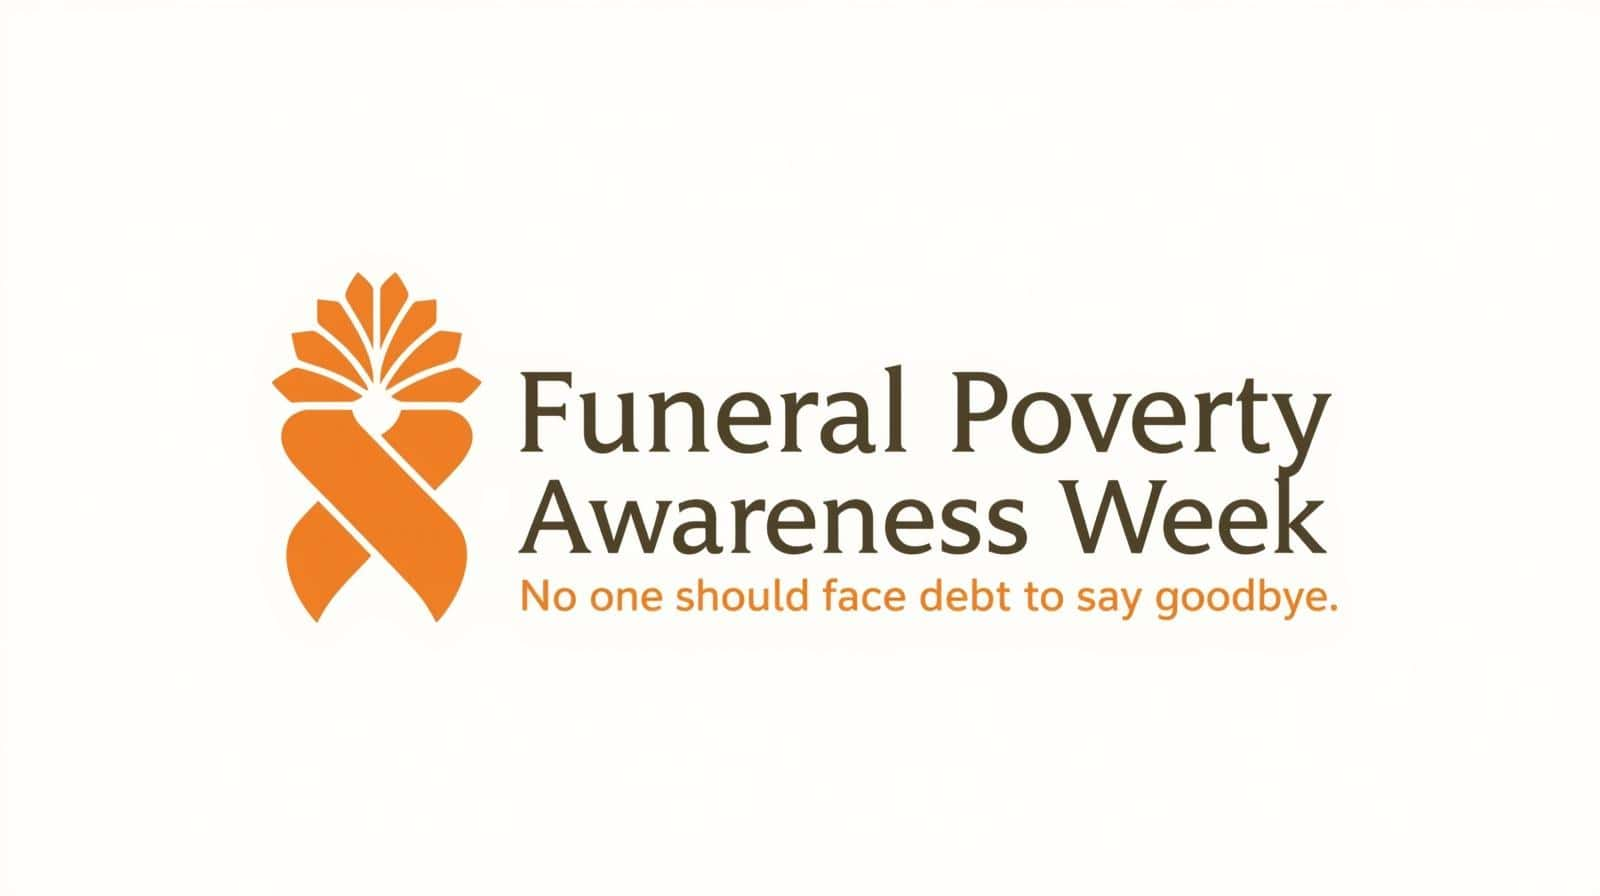 Funeral Poverty
Awareness Week
No one should face debt to say goodbye.